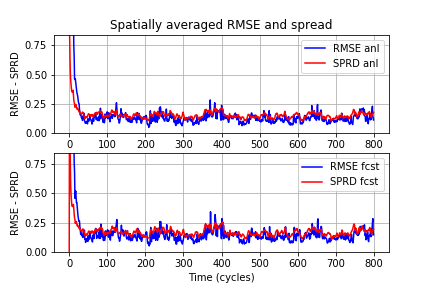 Spatially averaged RMSE and spread
RMSE - SPRD
0.75
0.50
0.25
0.00
RMSE anl
SPRD anl
0 100 200 300 400 500 600 700 800
RMSE - SPRD
0.75
0.50
0.25
0.00
RMSE fcst
SPRD fcst
0 100 200 300 400 500 600 700 800
Time (cycles)